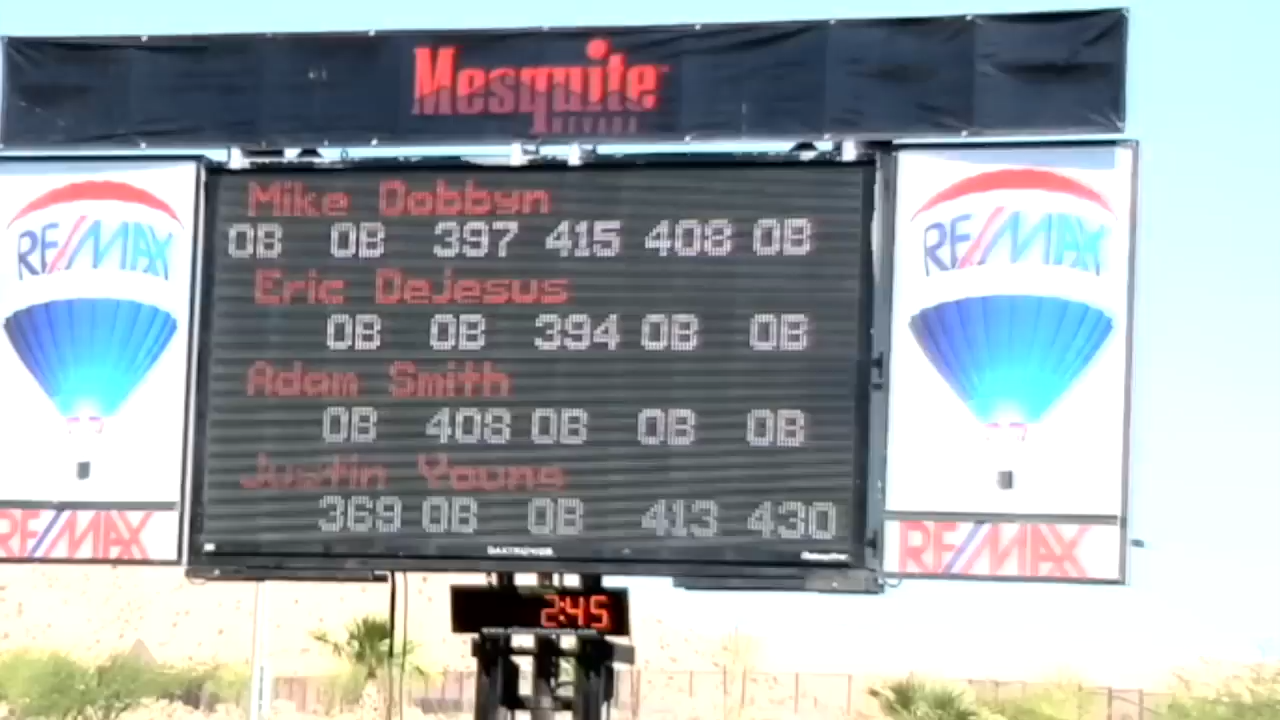 Mesquite
NEVADA
RE/MAX
RE/MAX
Mike Dobbyn
OB OB 397 415 408 OB
Eric DeJesus
OB OB 394 OB OB
Adam Smith
OB 408 OB OB OB
Justin Young
369 OB OB 413 430
RE/MAX
RE/MAX
DAKTRONICS
2:45